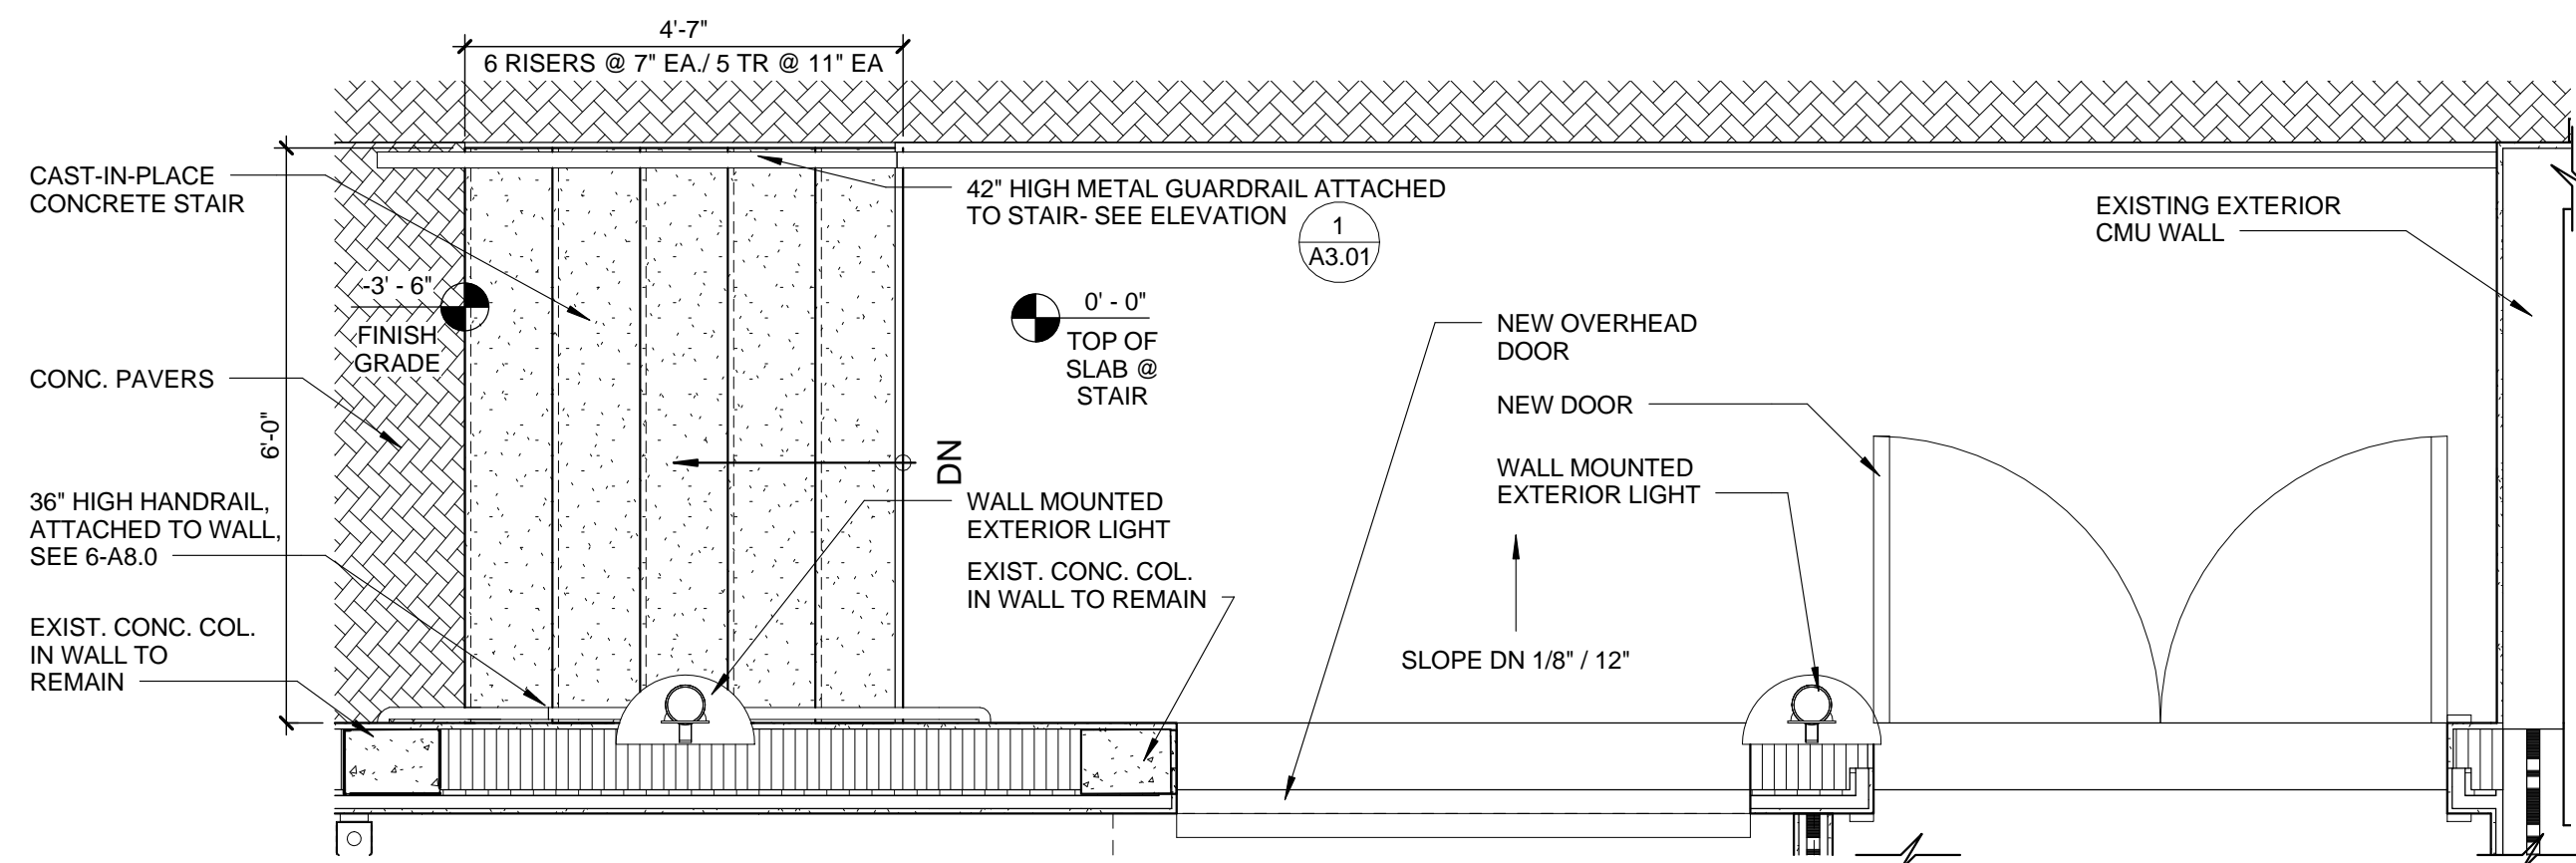 4'-7"
6 RISERS @ 7" EA./ 5 TR @ 11" EA
CAST-IN-PLACE
CONCRETE STAIR
42" HIGH METAL GUARDRAIL ATTACHED
TO STAIR- SEE ELEVATION
1
A3.01
EXISTING EXTERIOR
CMU WALL
-3' - 6"
FINISH
GRADE
0' - 0"
TOP OF
SLAB @
STAIR
NEW OVERHEAD
DOOR
CONC. PAVERS
6'-0"
NEW DOOR
DN
WALL MOUNTED
EXTERIOR LIGHT
36" HIGH HANDRAIL,
ATTACHED TO WALL,
SEE 6-A8.0
WALL MOUNTED
EXTERIOR LIGHT
EXIST. CONC. COL.
IN WALL TO REMAIN
EXIST. CONC. COL.
IN WALL TO
REMAIN
SLOPE DN 1/8" / 12"